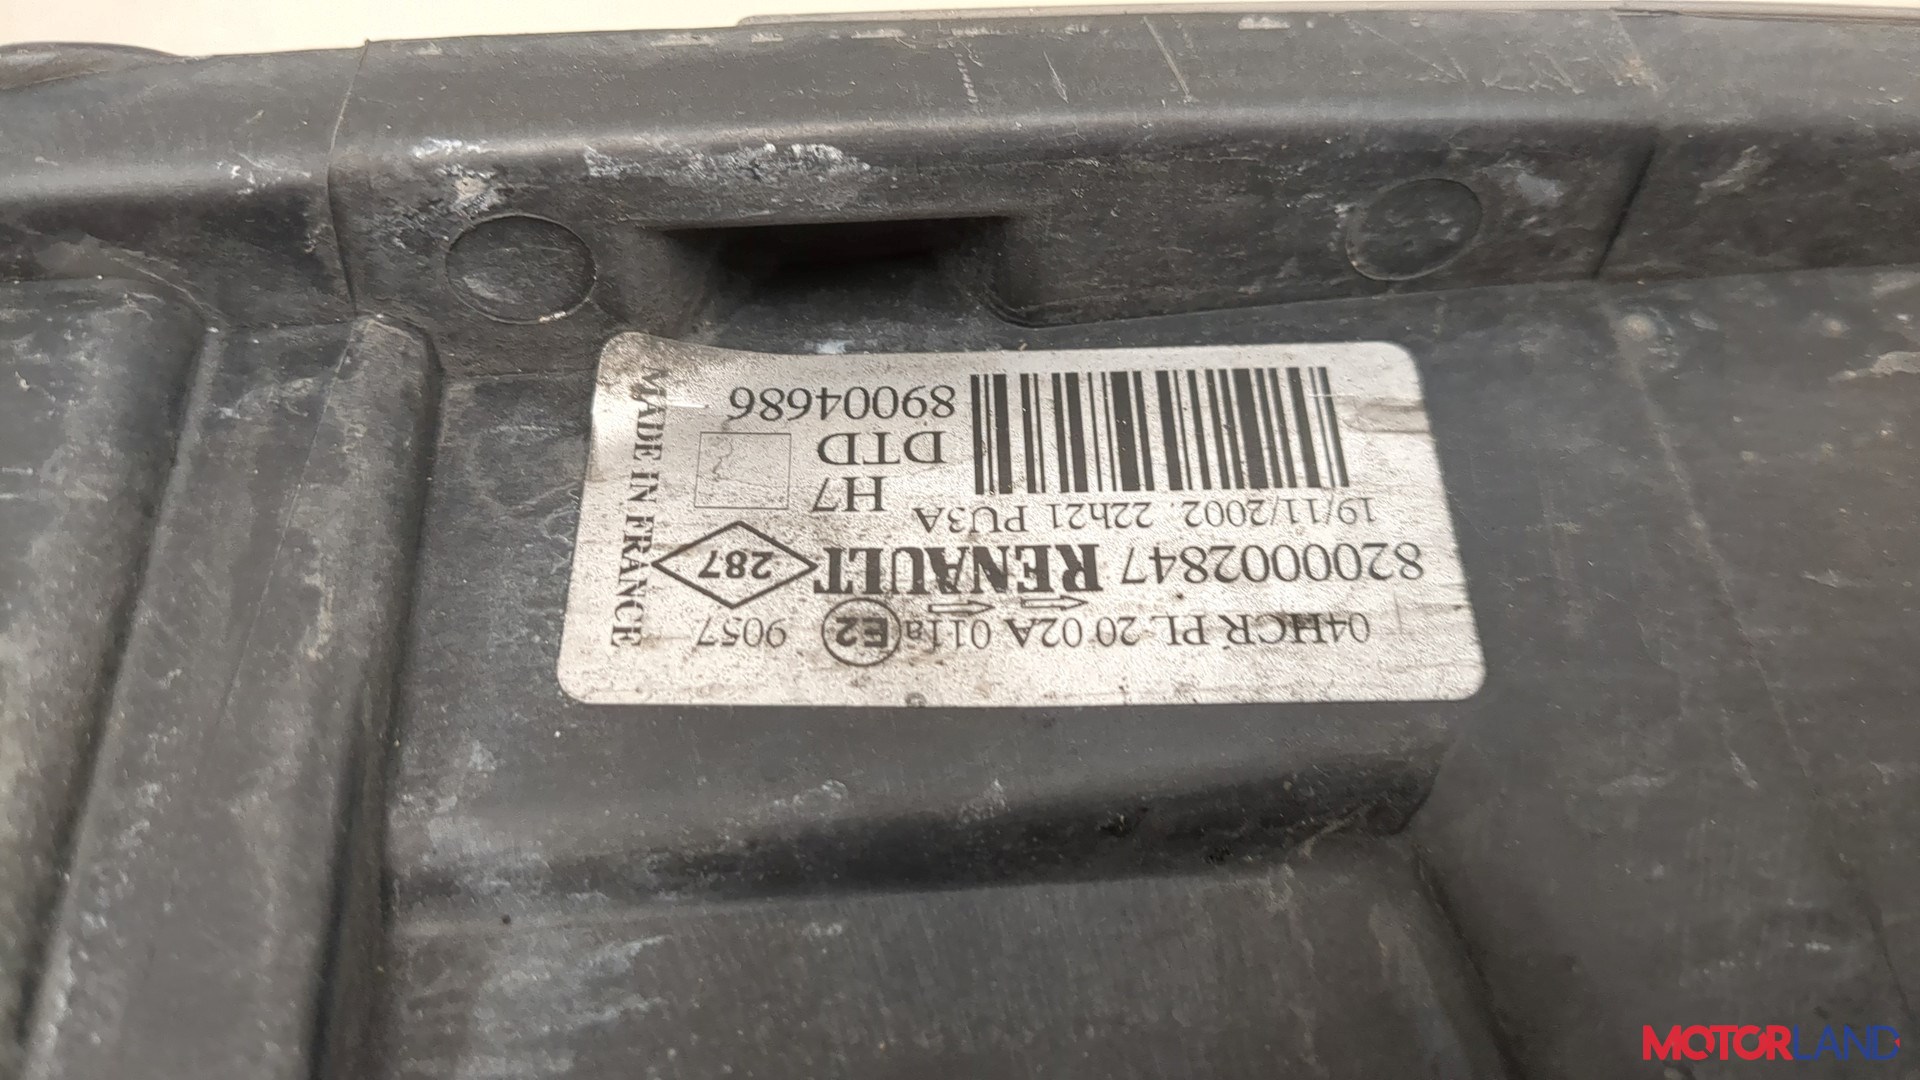 04HCR PL 20 02A 011a E2 9057
8200002847 RENAULT 287
19/11/2002. 22h21 PU3A
H7
DTD
89004686
MADE IN FRANCE
MOTORLAND